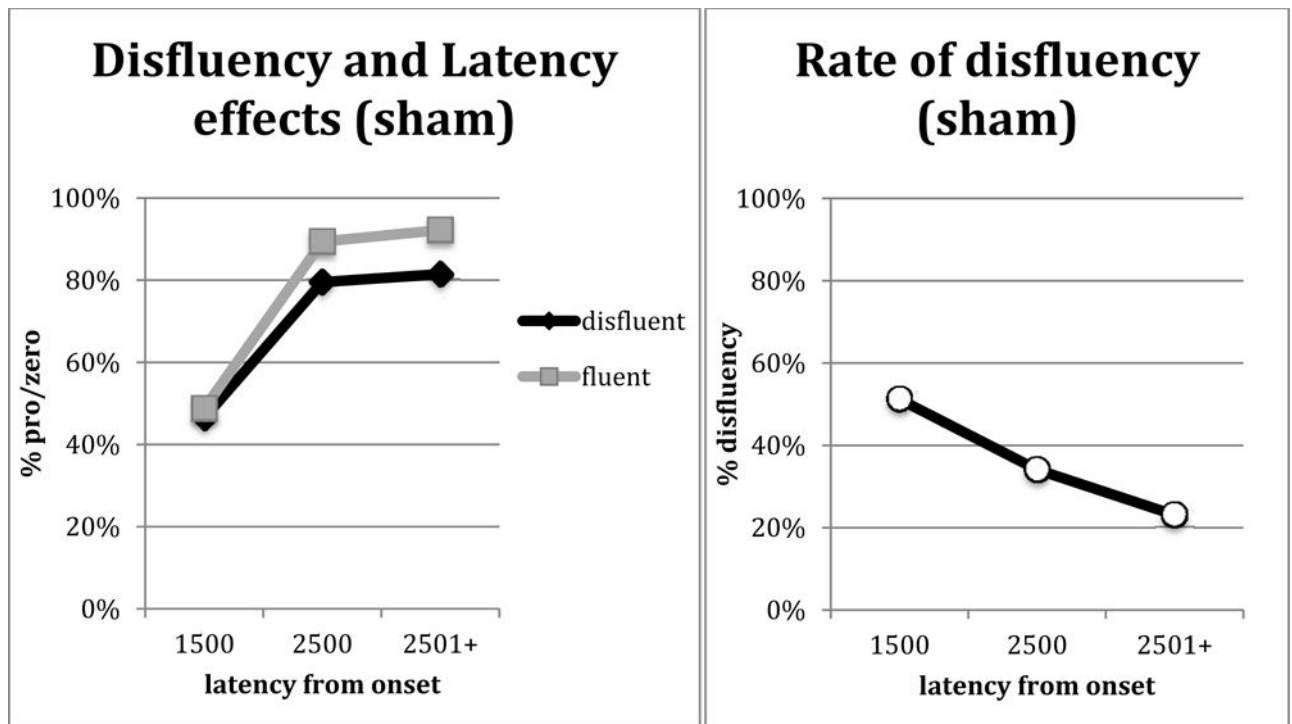 Disfluency and Latency
effects (sham)
% pro/zero
100%
80%
60%
40%
20%
0%
1500 2500 2501+
latency from onset
disfluent
fluent
Rate of disfluency
(sham)
% disfluency
100%
80%
60%
40%
20%
0%
1500 2500 2501+
latency from onset